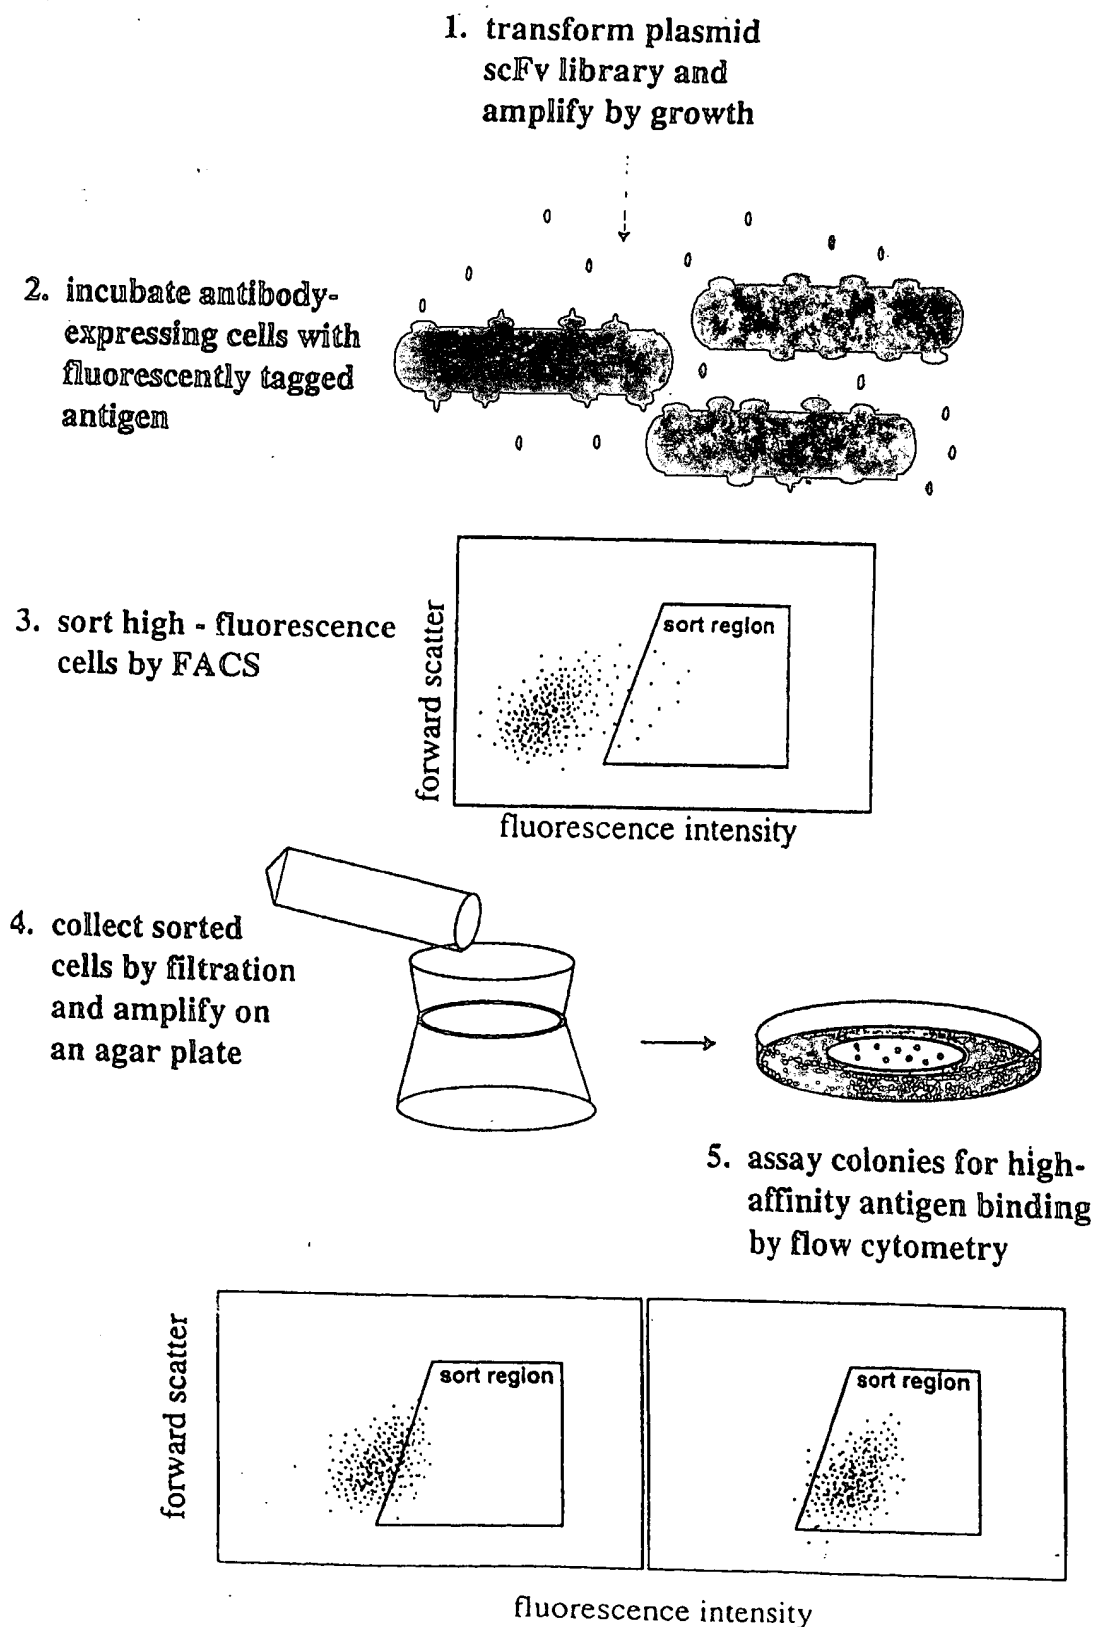 1. transform plasmid
scFv library and
amplify by growth
2. incubate antibody-
expressing cells with
fluorescently tagged
antigen
3. sort high - fluorescence
cells by FACS
forward scatter
sort region
fluorescence intensity
4. collect sorted
cells by filtration
and amplify on
an agar plate
5. assay colonies for high-
affinity antigen binding
by flow cytometry
forward scatter
sort region
sort region
fluorescence intensity